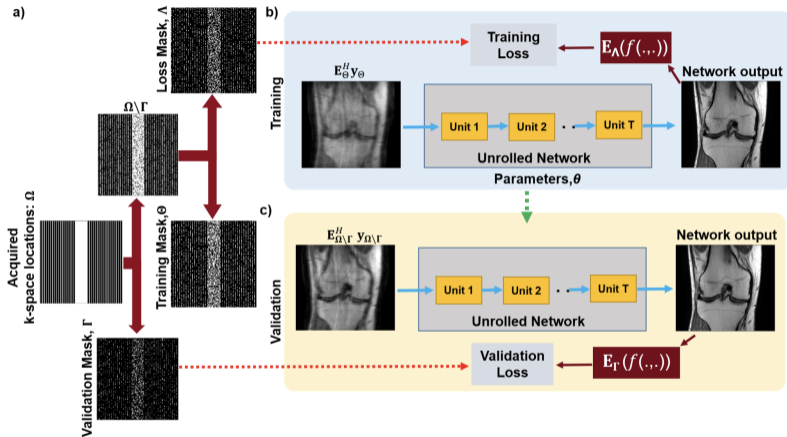 a)
Loss Mask, Λ
Ω\Γ
Acquired
k-space locations: Ω
Training Mask,Θ
Validation Mask, Γ
b)
Training
Training
Loss
E_Λ(f(.,.))
E_Θ^H y_Θ
Network output
Unit 1
Unit 2
. .
Unit T
Unrolled Network
Parameters,θ
c)
Validation
E_{Ω\Γ}^H y_{Ω\Γ}
Network output
Unit 1
Unit 2
. .
Unit T
Unrolled Network
Validation
Loss
E_Γ(f(.,.))